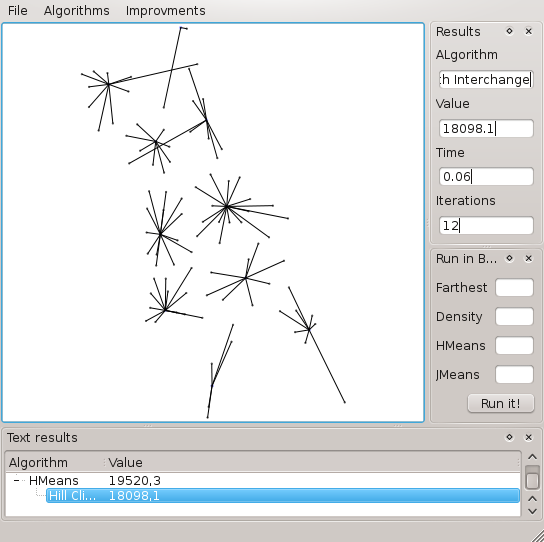 File Algorithms Improvments
Results
ALgorithm
h Interchange
Value
18098.1
Time
0.06
Iterations
12
Run in B...
Farthest
Density
HMeans
JMeans
Run it!
Text results
Algorithm Value
HMeans 19520,3
Hill Cli... 18098,1